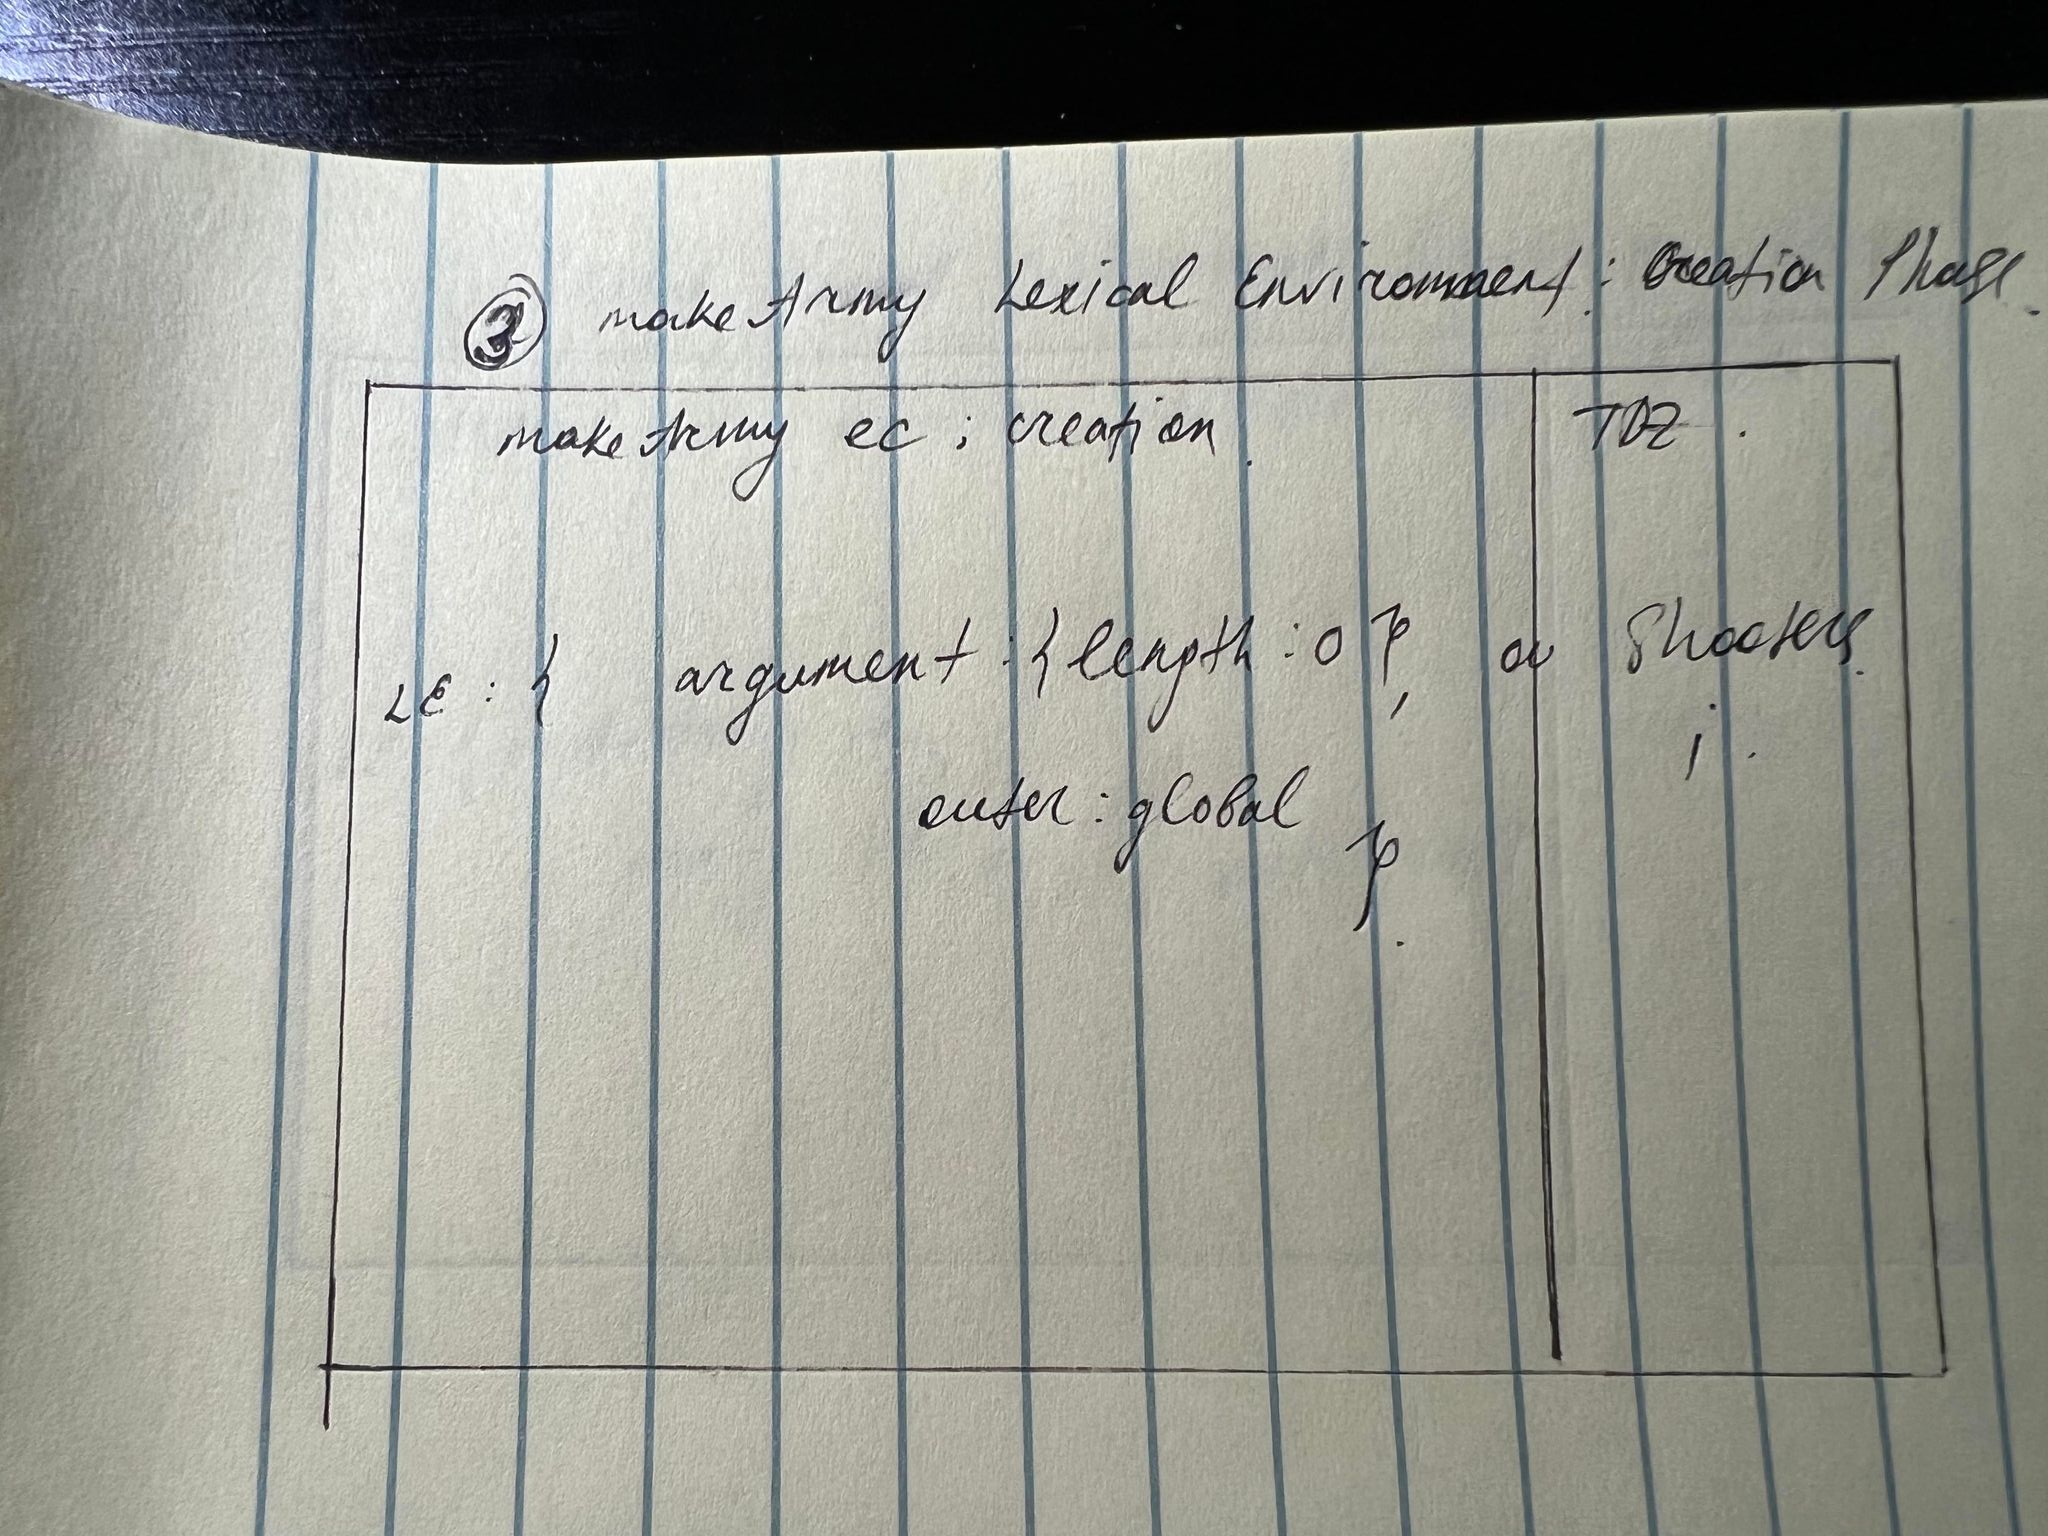 ③ makeArmy Lexical Environment: Creation Phase.
makeArmy ec ; creation.
TDZ .
LE : { argument : { length : 0 },
Shooters.
i .
outer : global
}.